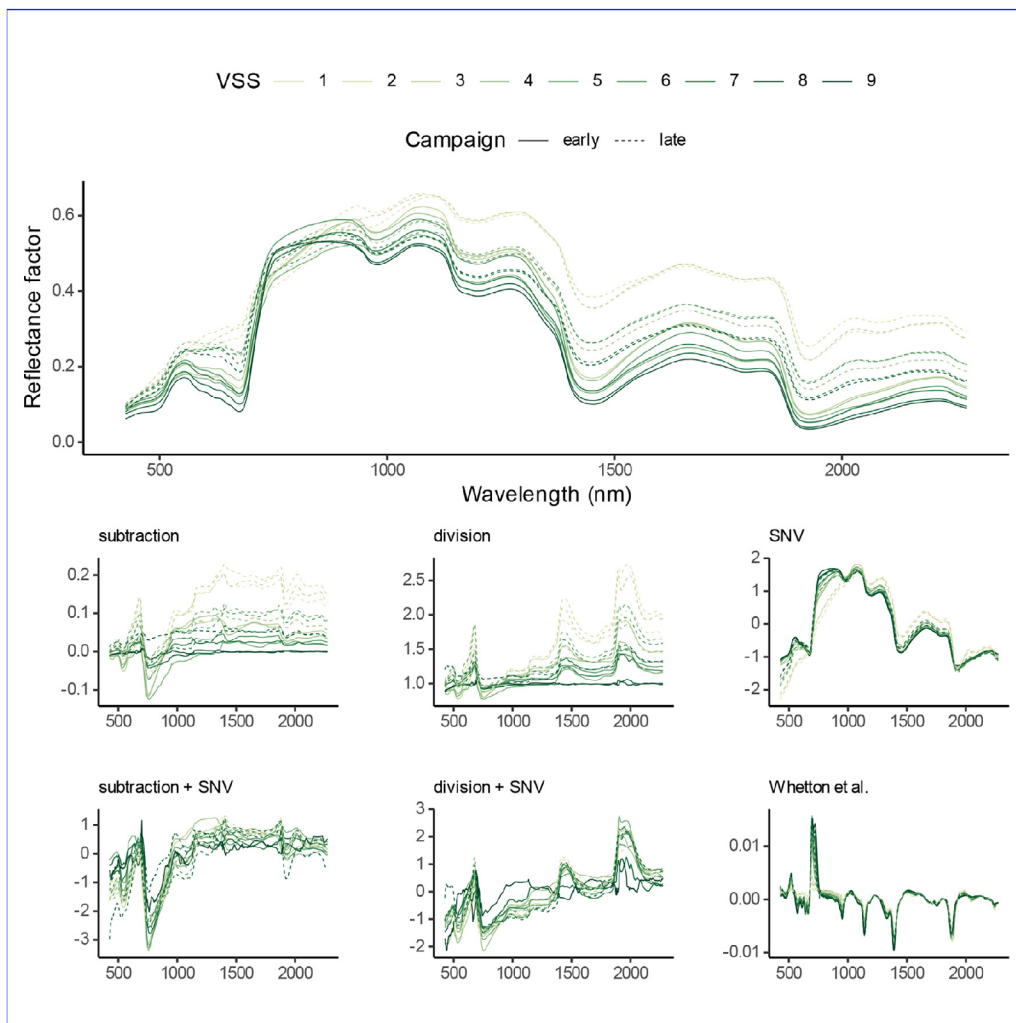 VSS 1 2 3 4 5 6 7 8 9
Campaign early late
Reflectance factor
0.6
0.4
0.2
0.0
500 1000 1500 2000
Wavelength (nm)
subtraction division SNV
0.2
0.1
0.0
-0.1
500 1000 1500 2000
2.5
2.0
1.5
1.0
500 1000 1500 2000
2
1
0
-1
-2
500 1000 1500 2000
subtraction + SNV division + SNV Whetton et al.
1
0
-1
-2
-3
500 1000 1500 2000
3
2
1
0
-1
-2
500 1000 1500 2000
0.01
0.00
-0.01
500 1000 1500 2000